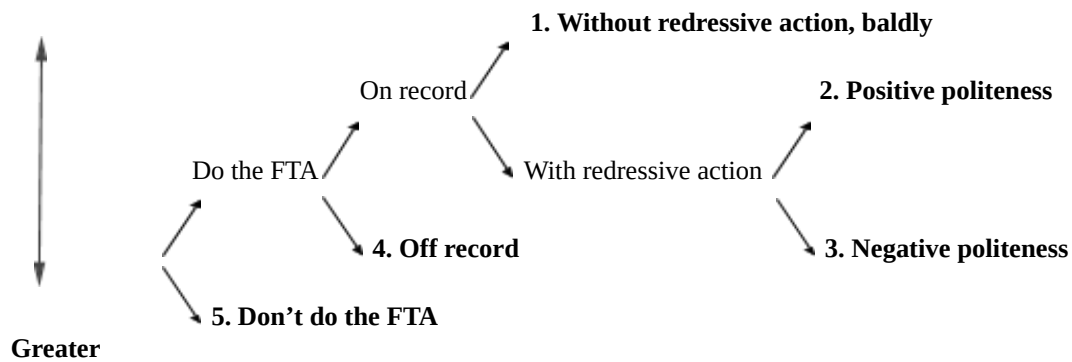 1. Without redressive action, baldly
On record
2. Positive politeness
Do the FTA
With redressive action
4. Off record
3. Negative politeness
5. Don’t do the FTA
Greater